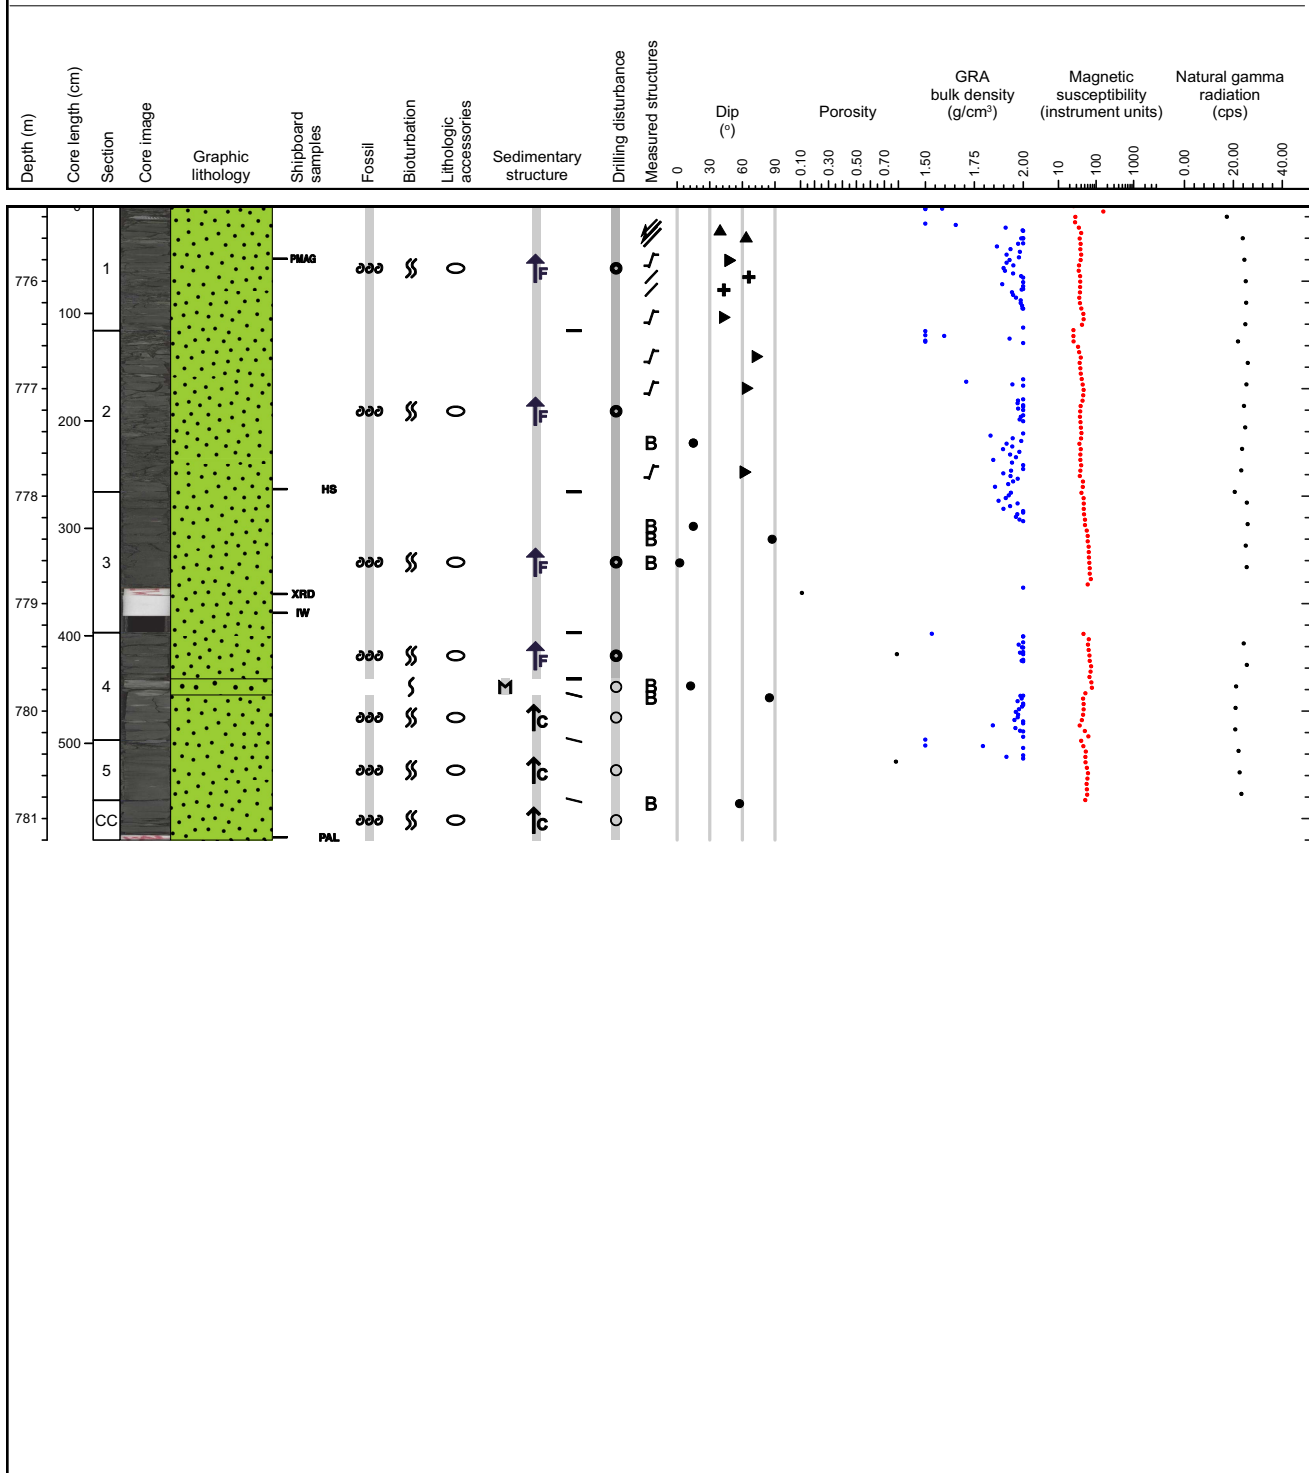 Depth (m)
Core length (cm)
Section
Core image
Graphic
lithology
Shipboard
samples
Fossil
Bioturbation
Lithologic
accessories
Sedimentary
structure
Drilling disturbance
Measured structures
Dip
(°)
Porosity
GRA
bulk density
(g/cm³)
Magnetic
susceptibility
(instrument units)
Natural gamma
radiation
(cps)
0 30 60 90
0.10 0.30 0.50 0.70
1.50 1.75 2.00
10 100 1000
0.00 20.00 40.00
0
PMAG
1
F
776
100
777
2
200
F
B
HS
778
300
B
B
3
F
B
XRD
779
IW
400
F
4
M
B
B
780
C
500
5
C
B
781
CC
C
PAL